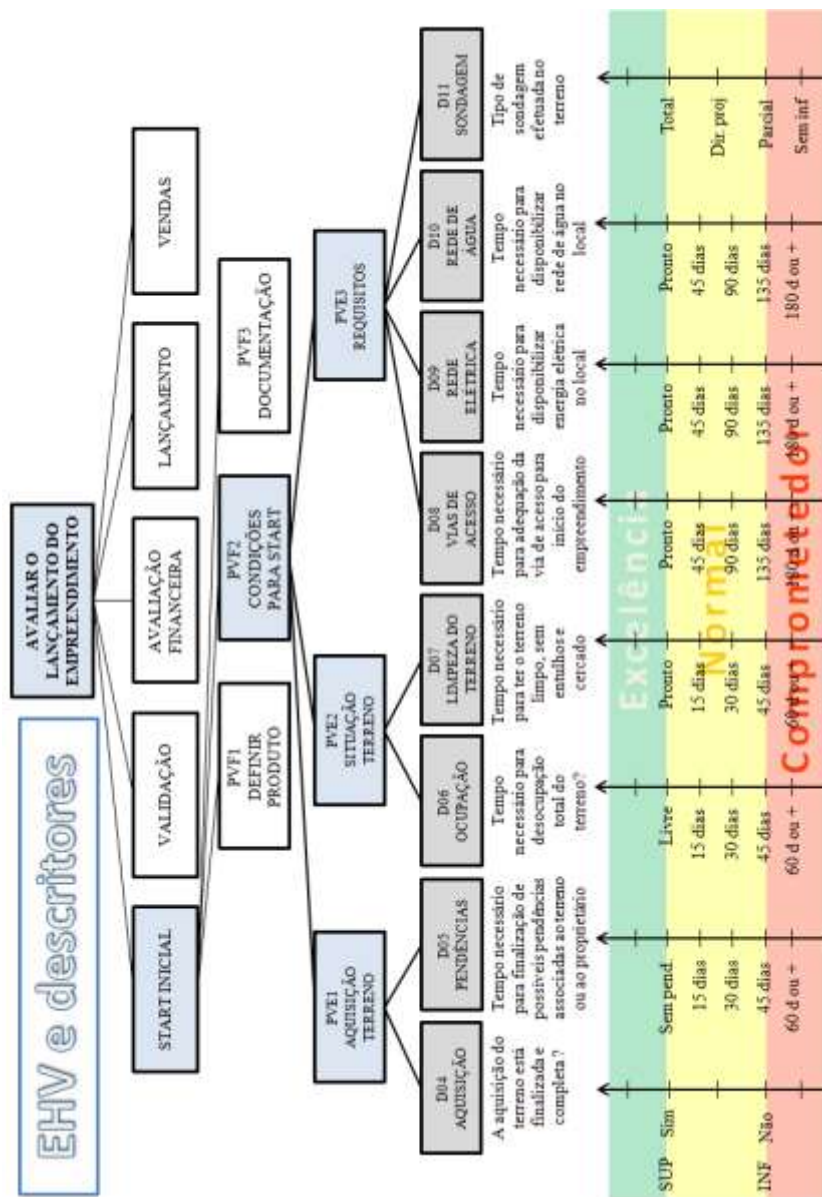 EHV e descritores
AVALIAR O
LANÇAMENTO DO
EMPREENDIMENTO
START INICIAL
VALIDAÇÃO
AVALIAÇÃO
FINANCEIRA
LANÇAMENTO
VENDAS
PVF1
DEFINIR
PRODUTO
PVF2
CONDIÇÕES
PARA START
PVF3
DOCUMENTAÇÃO
PVE1
AQUISIÇÃO
TERRENO
PVE2
SITUAÇÃO
TERRENO
PVE3
REQUISITOS
D04
AQUISIÇÃO
D05
PENDÊNCIAS
D06
OCUPAÇÃO
D07
LIMPEZA DO
TERRENO
D08
VIAS DE
ACESSO
D09
REDE
ELÉTRICA
D10
REDE DE
ÁGUA
D11
SONDAGEM
A aquisição do
terreno está
finalizada e
completa ?
Tempo necessário
para finalização de
possíveis pendências
associadas ao terreno
ou ao proprietário
Tempo
necessário para
desocupação
total do
terreno?
Tempo necessário
para ter o terreno
limpo, sem
entulhos e
cercado
Tempo necessário
para adequação da
via de acesso para
início do
empreendimento
Tempo
necessário para
disponibilizar
energia elétrica
no local
Tempo
necessário para
disponibilizar
rede de água no
local
Tipo de
sondagem
efetuada no
terreno
Excelência
Normal
Comprometedor
SUP
INF
Sim
Não
Sem pend.
15 dias
30 dias
45 dias
60 d ou +
Livre
15 dias
30 dias
45 dias
60 d ou +
Pronto
15 dias
30 dias
45 dias
60 d ou +
Pronto
45 dias
90 dias
135 dias
180 d ou +
Pronto
45 dias
90 dias
135 dias
180 d ou +
Pronto
45 dias
90 dias
135 dias
180 d ou +
Total
Dir. proj
Parcial
Sem inf